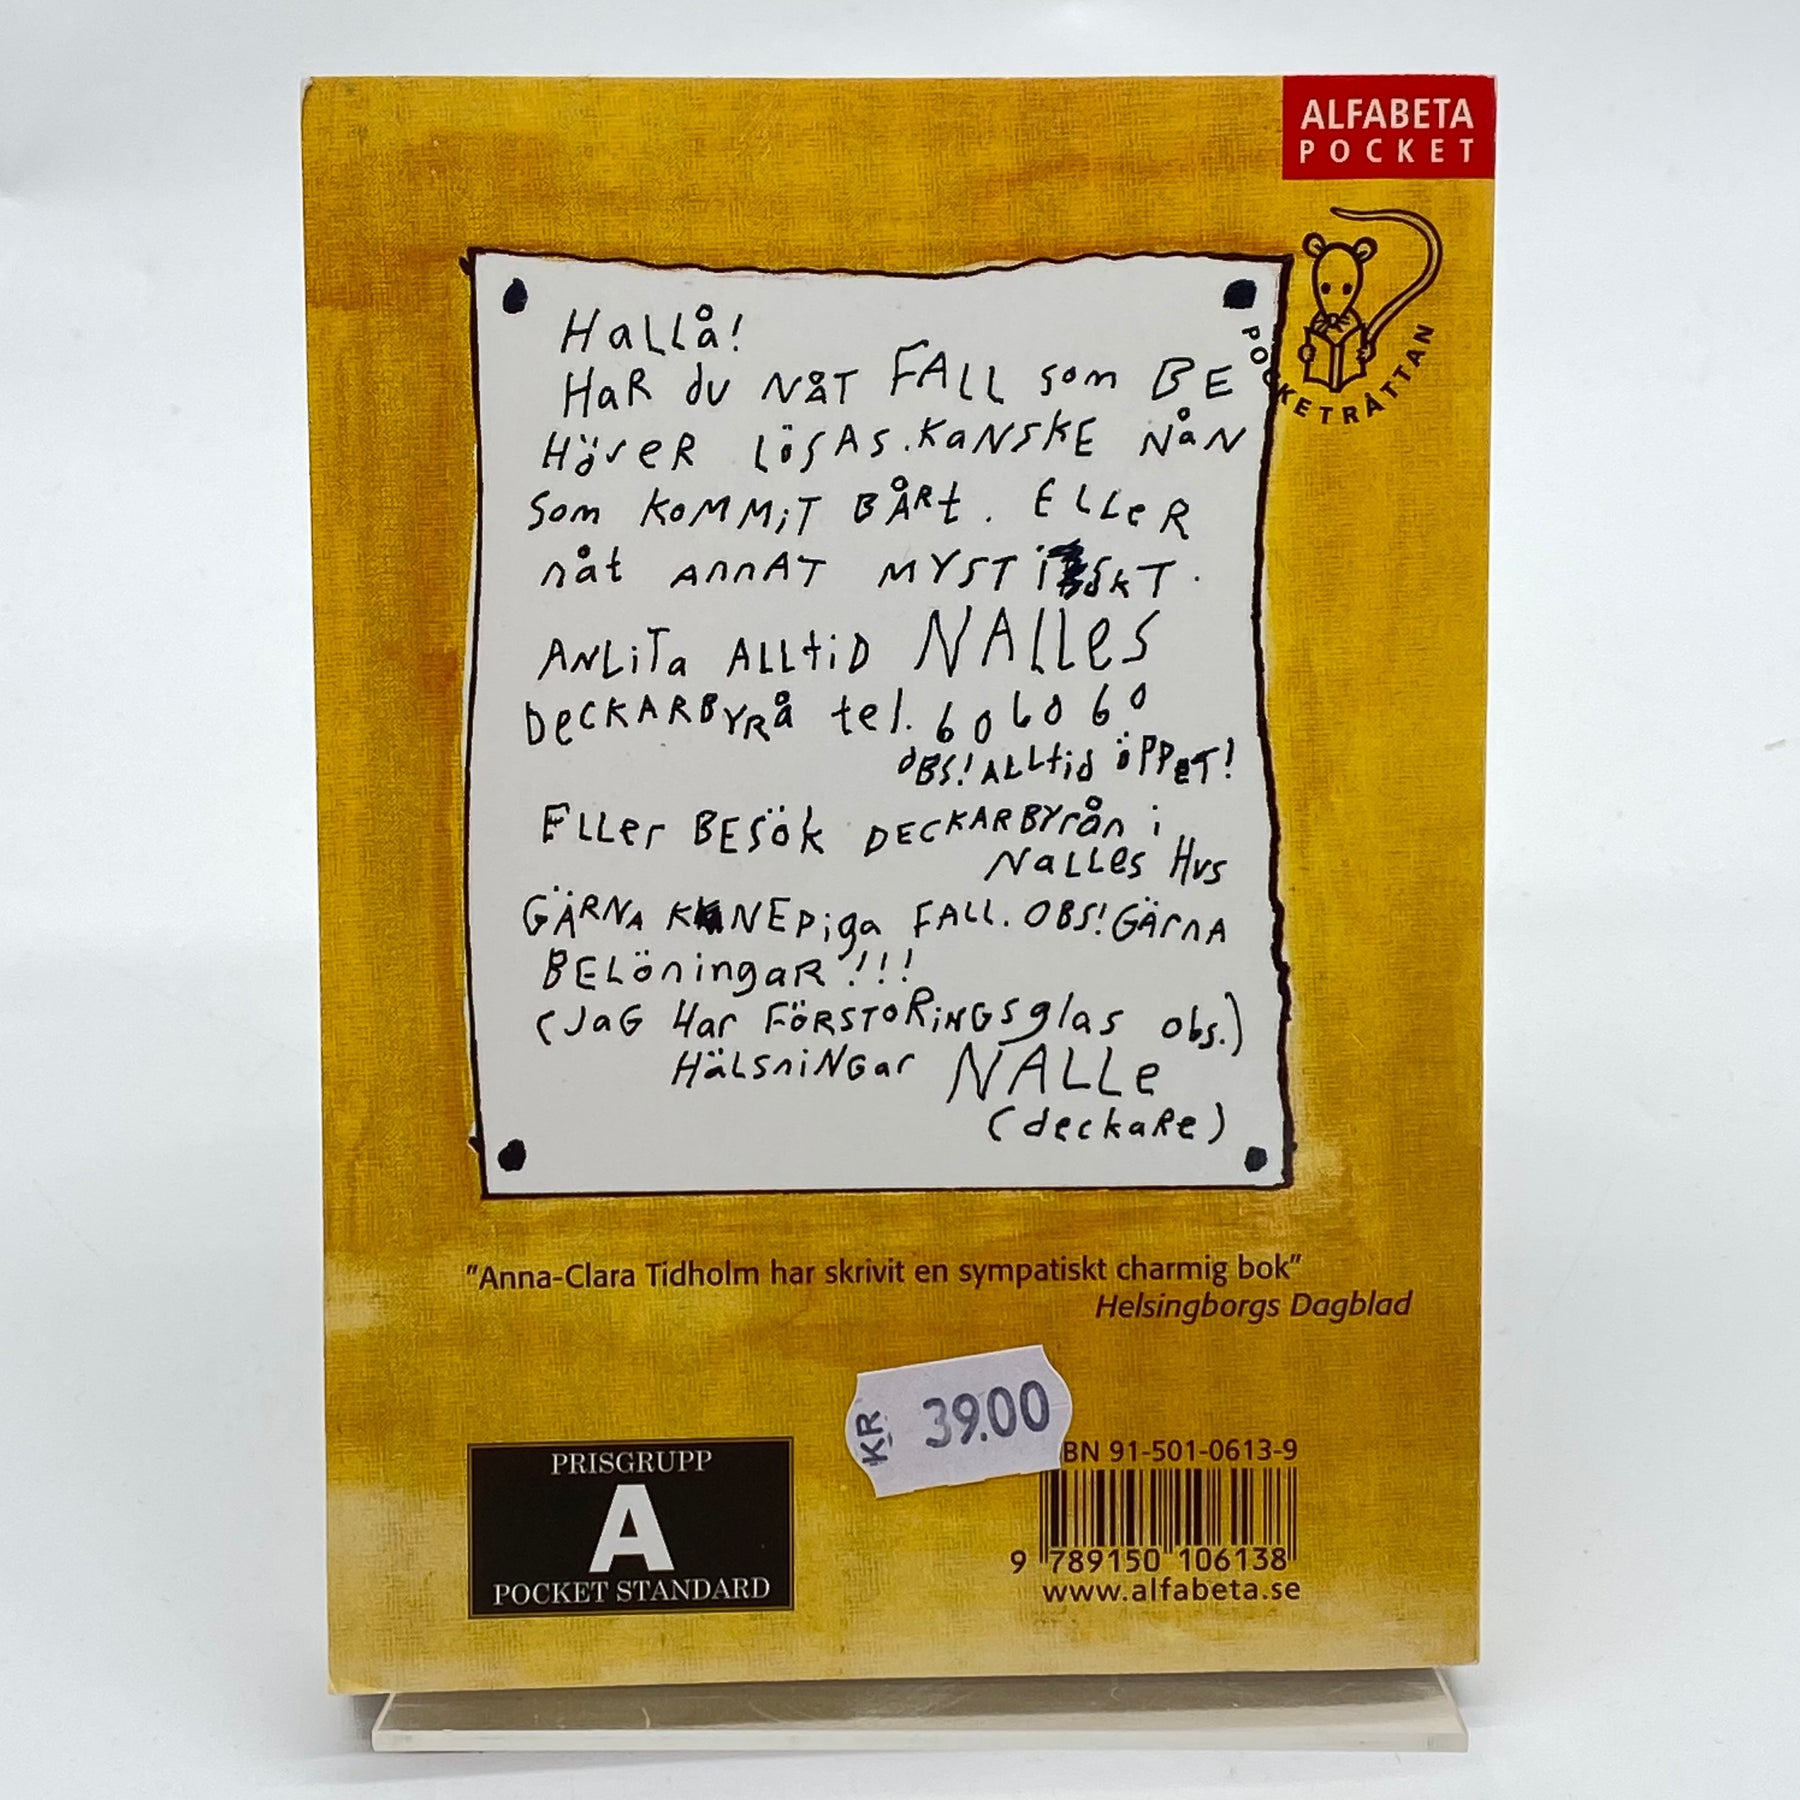 ALFABETA
POCKET
POCKETRÅTTAN
HaLLå!
HaR du NÅT FALL som BE
HöveR LöSAS. KaNSKE NåN
Som KOMMiT BÅRt. ELLeR
nåt AnnAT MYSTiSKT.
ANLiTa ALLtiD NALLeS
DeCKARBYRå tel. 606060
OBS! ALLtid öPPeT!
ELLer BESök DECKARBYrån i
NaLLes Hus
GÄRNA KNEPiga FALL. OBS! GÄrnA
BELöningaR!!!
(JaG Har FÖRSTORiNGSglas obs.)
HäLsniNGar NALLe
(deckaRe)
"Anna-Clara Tidholm har skrivit en sympatiskt charmig bok"
Helsingborgs Dagblad
KR 39.00
PRISGRUPP
A
POCKET STANDARD
BN 91-501-0613-9
9 789150 106138
www.alfabeta.se